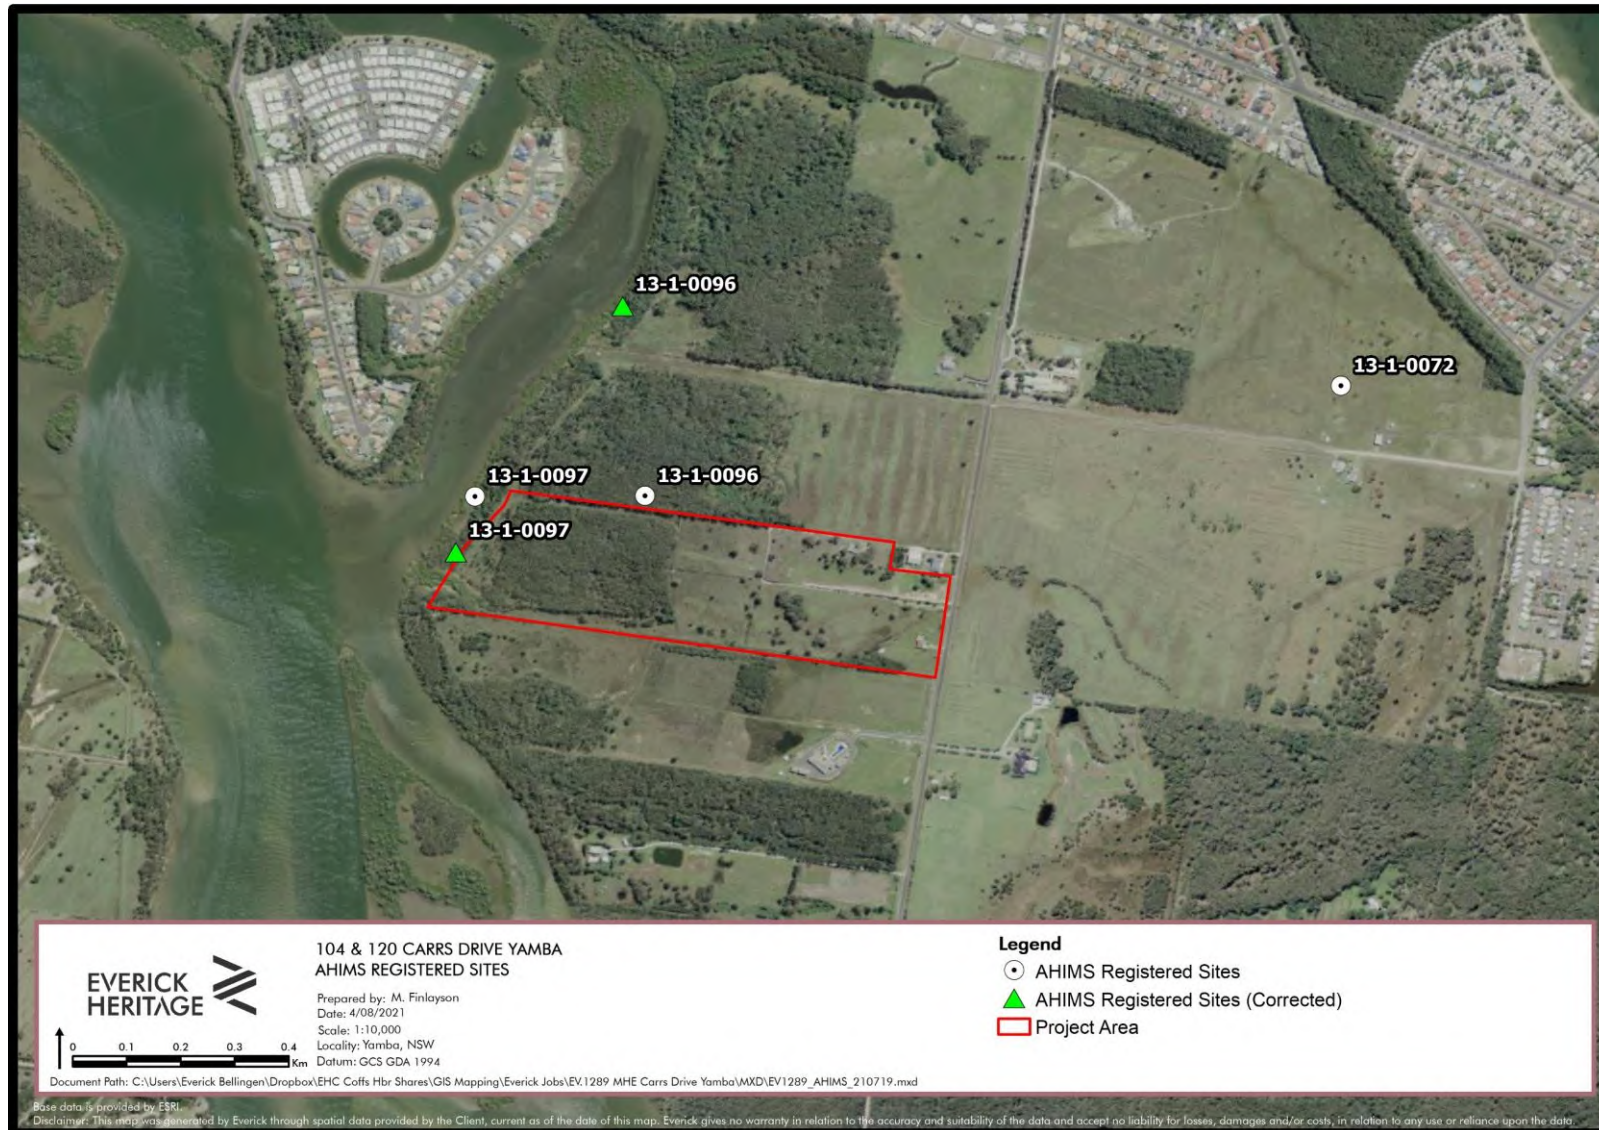 13-1-0096
13-1-0072
13-1-0097
13-1-0096
13-1-0097
EVERICK
HERITAGE
104 & 120 CARRS DRIVE YAMBA
AHIMS REGISTERED SITES
Prepared by: M. Finlayson
Date: 4/08/2021
Scale: 1:10,000
Locality: Yamba, NSW
Datum: GCS GDA 1994
0 0.1 0.2 0.3 0.4
Km
Legend
AHIMS Registered Sites
AHIMS Registered Sites (Corrected)
Project Area
Document Path: C:\Users\Everick Bellingen\Dropbox\EHC Coffs Hbr Shares\GIS Mapping\Everick Jobs\EV.1289 MHE Carrs Drive Yamba\MXD\EV1289_AHIMS_210719.mxd
Base data is provided by ESRI.
Disclaimer: This map was generated by Everick through spatial data provided by the Client, current as of the date of this map. Everick gives no warranty in relation to the accuracy and suitability of the data and accept no liability for losses, damages and/or costs, in relation to any use or reliance upon the data.